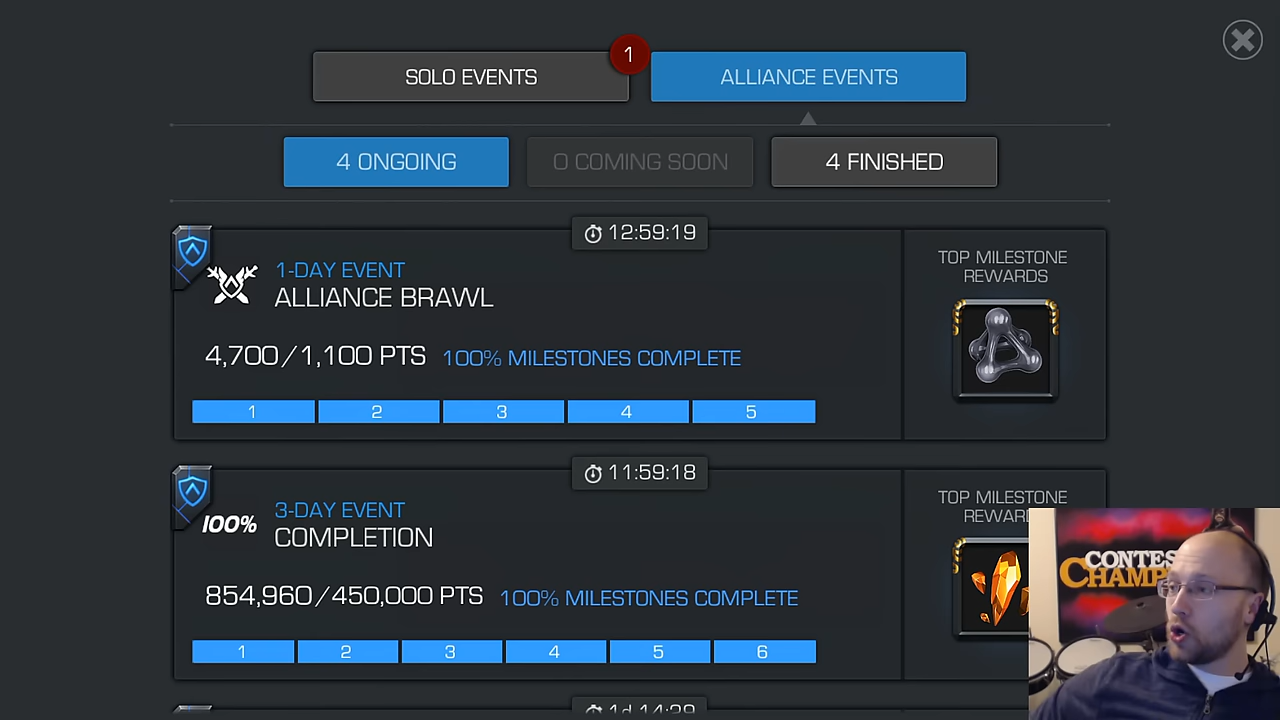 SOLO EVENTS
1
ALLIANCE EVENTS
4 ONGOING
0 COMING SOON
4 FINISHED
12:59:19
1-DAY EVENT
ALLIANCE BRAWL
4,700/1,100 PTS 100% MILESTONES COMPLETE
1 2 3 4 5
TOP MILESTONE
REWARDS
11:59:18
100%
3-DAY EVENT
COMPLETION
854,960/450,000 PTS 100% MILESTONES COMPLETE
1 2 3 4 5 6
TOP MILESTONE